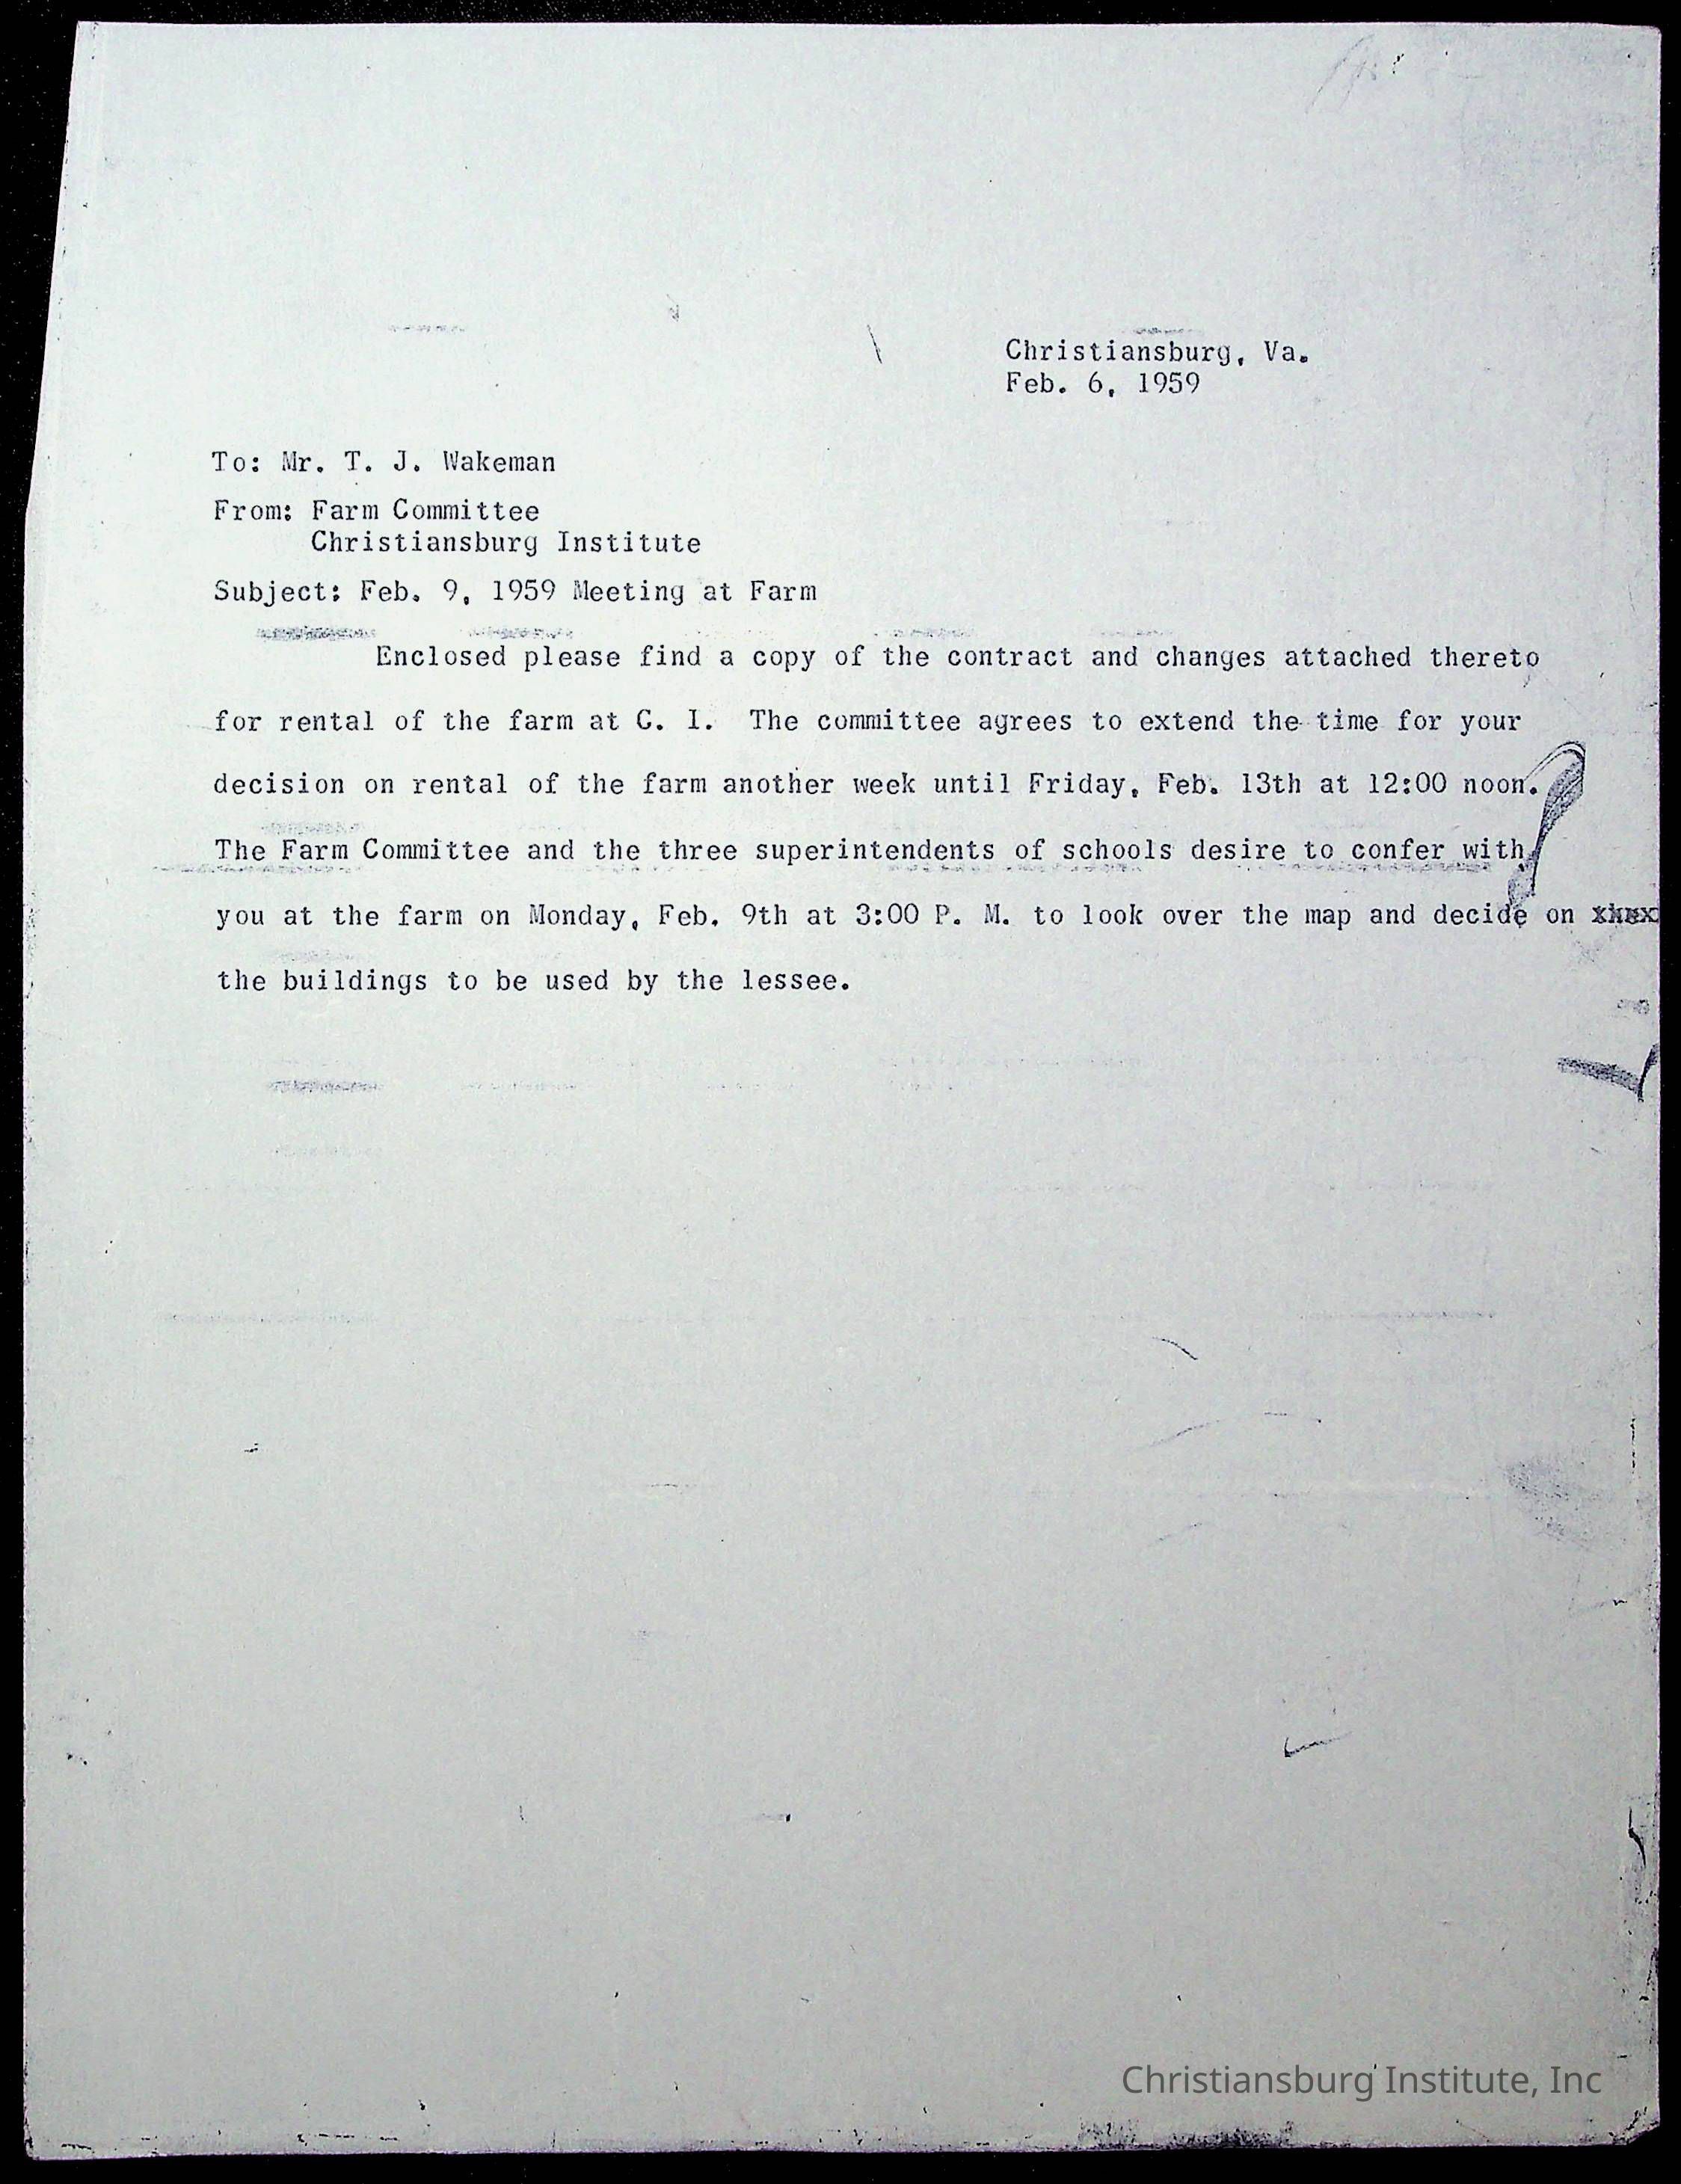 Christiansburg, Va.
Feb. 6, 1959
To: Mr. T. J. Wakeman
From: Farm Committee
Christiansburg Institute
Subject: Feb. 9, 1959 Meeting at Farm
Enclosed please find a copy of the contract and changes attached thereto
for rental of the farm at C. I. The committee agrees to extend the time for your
decision on rental of the farm another week until Friday, Feb. 13th at 12:00 noon.
The Farm Committee and the three superintendents of schools desire to confer with
you at the farm on Monday, Feb. 9th at 3:00 P. M. to look over the map and decide on
the buildings to be used by the lessee.
Christiansburg Institute, Inc